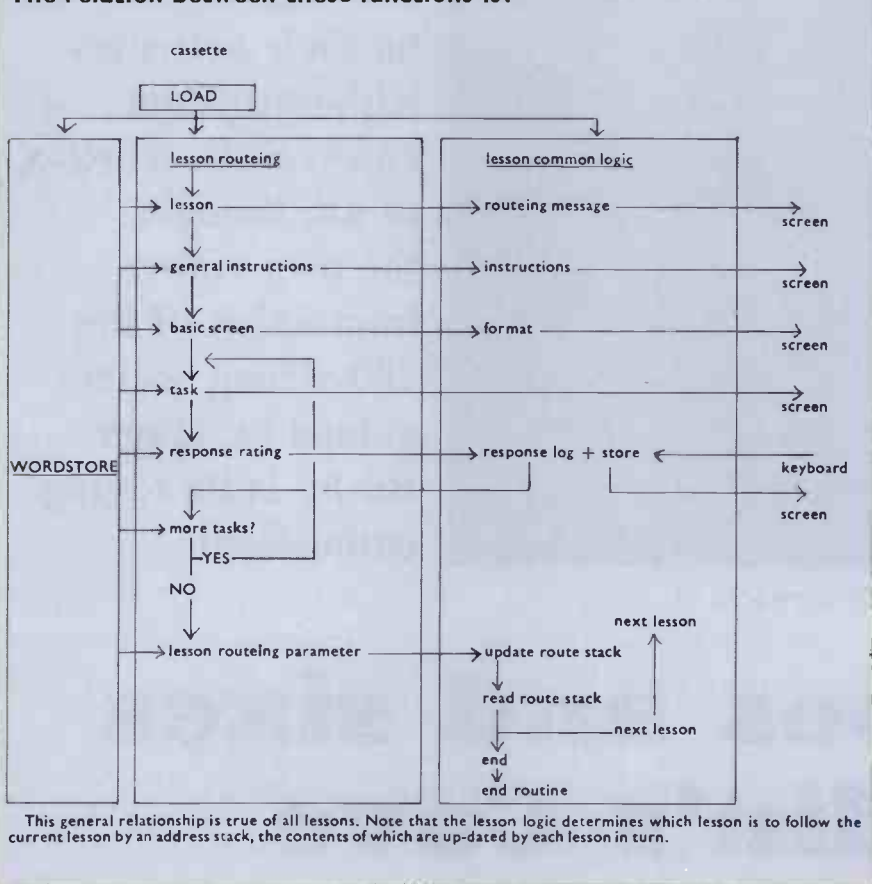 The relation between these functions is:
cassette
LOAD
lesson routeing
lesson common logic
lesson
routeing message
screen
general instructions
instructions
screen
basic screen
format
screen
task
screen
WORDSTORE
response rating
response log + store
keyboard
screen
more tasks?
YES
NO
next lesson
lesson routeing parameter
update route stack
read route stack
next lesson
end
end routine
This general relationship is true of all lessons. Note that the lesson logic determines which lesson is to follow the
current lesson by an address stack, the contents of which are up-dated by each lesson in turn.